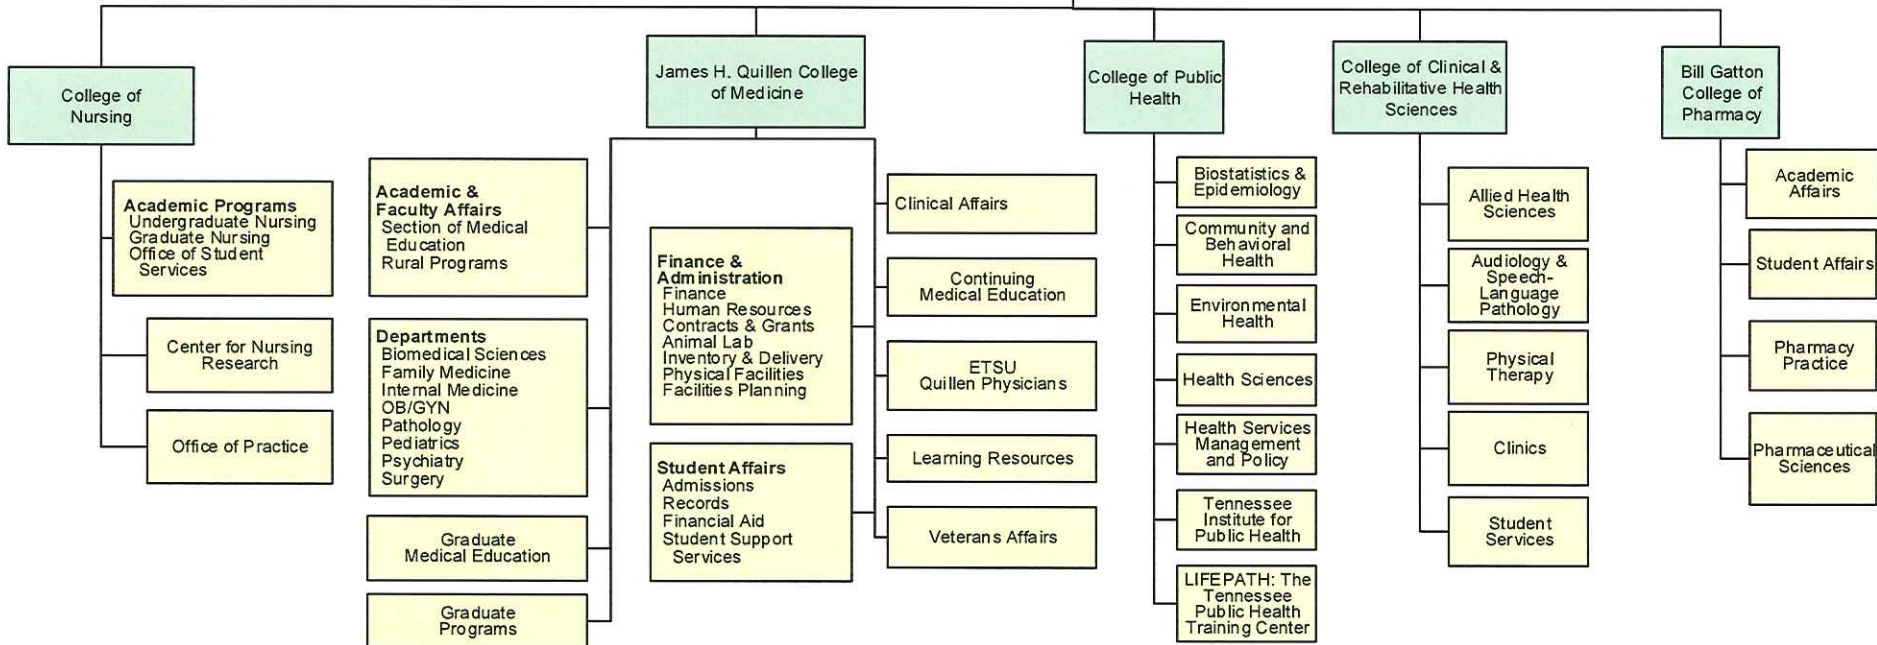 College of
Nursing
Academic Programs
Undergraduate Nursing
Graduate Nursing
Office of Student
Services
Center for Nursing
Research
Office of Practice
James H. Quillen College
of Medicine
Academic &
Faculty Affairs
Section of Medical
Education
Rural Programs
Departments
Biomedical Sciences
Family Medicine
Internal Medicine
OB/GYN
Pathology
Pediatrics
Psychiatry
Surgery
Graduate
Medical Education
Graduate
Programs
Finance &
Administration
Finance
Human Resources
Contracts & Grants
Animal Lab
Inventory & Delivery
Physical Facilities
Facilities Planning
Student Affairs
Admissions
Records
Financial Aid
Student Support
Services
Clinical Affairs
Continuing
Medical Education
ETSU
Quillen Physicians
Learning Resources
Veterans Affairs
College of Public
Health
Biostatistics &
Epidemiology
Community and
Behavioral
Health
Environmental
Health
Health Sciences
Health Services
Management
and Policy
Tennessee
Institute for
Public Health
LIFEPATH: The
Tennessee
Public Health
Training Center
College of Clinical &
Rehabilitative Health
Sciences
Allied Health
Sciences
Audiology &
Speech-
Language
Pathology
Physical
Therapy
Clinics
Student
Services
Bill Gatton
College of
Pharmacy
Academic
Affairs
Student Affairs
Pharmacy
Practice
Pharmaceutical
Sciences